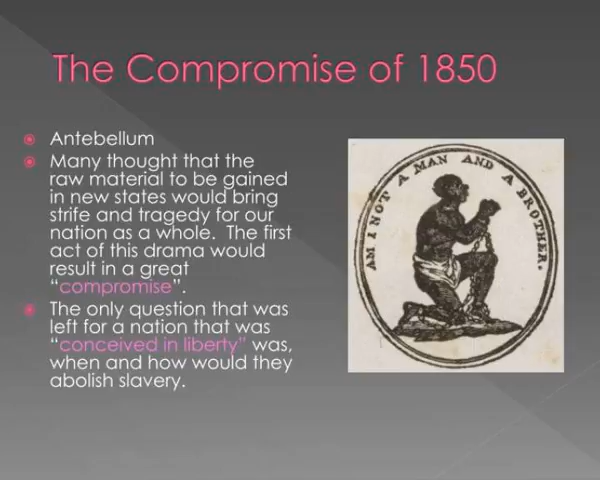 The Compromise of 1850
Antebellum
Many thought that the
raw material to be gained
in new states would bring
strife and tragedy for our
nation as a whole.  The first
act of this drama would
result in a great
“compromise”.
The only question that was
left for a nation that was
“conceived in liberty” was,
when and how would they
abolish slavery.
AM I NOT A MAN AND A BROTHER.